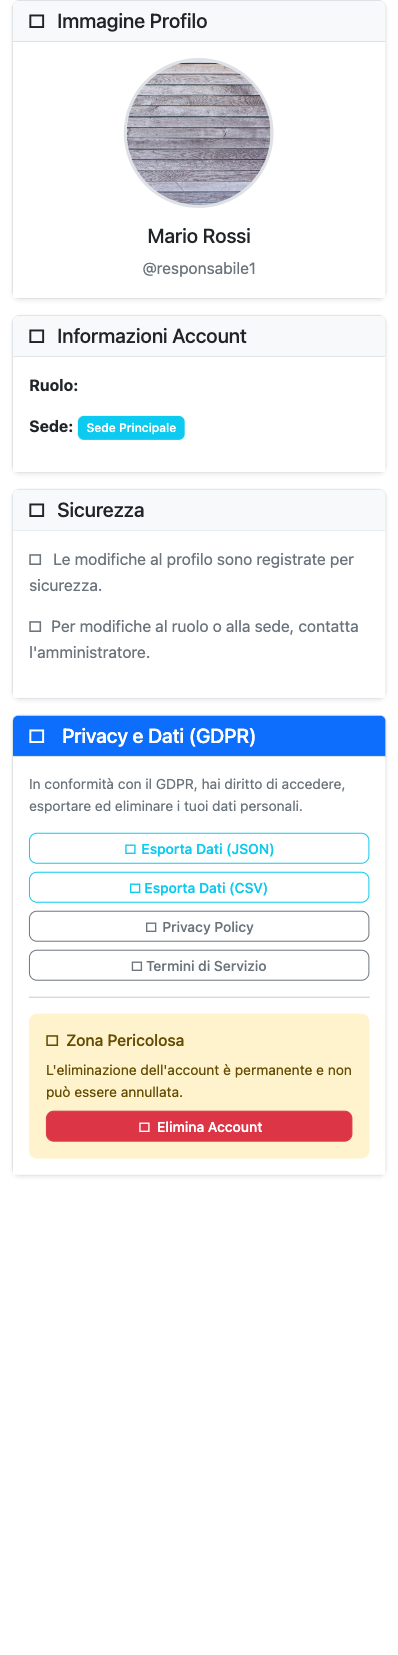 Immagine Profilo
Mario Rossi
@responsabile1
Informazioni Account
Ruolo:
Sede: Sede Principale
Sicurezza
Le modifiche al profilo sono registrate per
sicurezza.
Per modifiche al ruolo o alla sede, contatta
l'amministratore.
Privacy e Dati (GDPR)
In conformità con il GDPR, hai diritto di accedere,
esportare ed eliminare i tuoi dati personali.
Esporta Dati (JSON)
Esporta Dati (CSV)
Privacy Policy
Termini di Servizio
Zona Pericolosa
L'eliminazione dell'account è permanente e non
può essere annullata.
Elimina Account